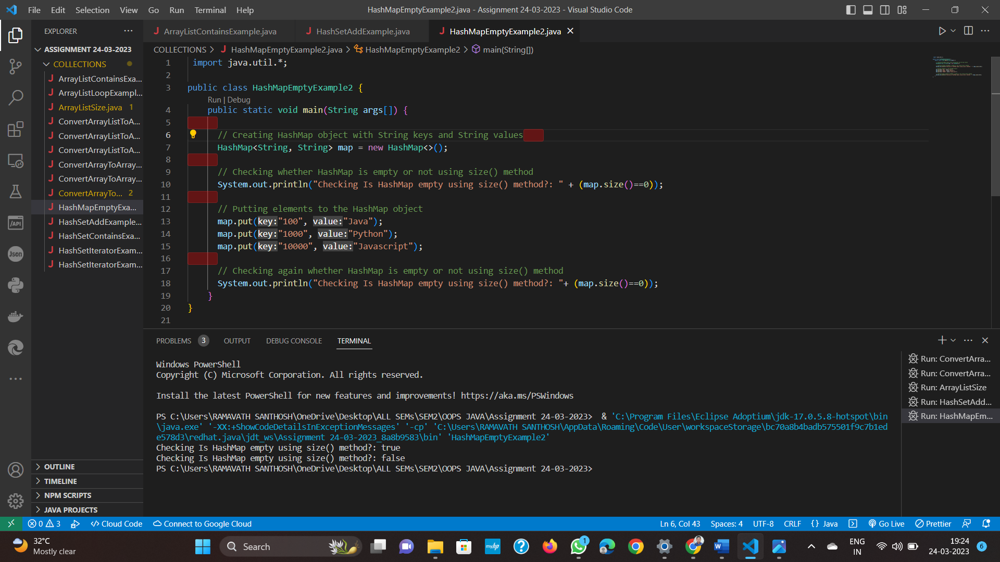 File Edit Selection View Go Run Terminal Help
HashMapEmptyExample2.java - Assignment 24-03-2023 - Visual Studio Code
EXPLORER
ArrayListContainsExample.java
HashSetAddExample.java
HashMapEmptyExample2.java
ASSIGNMENT 24-03-2023
COLLECTIONS
ArrayListContainsExa...
ArrayListLoopExampl...
ArrayListSize.java 1
ConvertArrayListToA...
ConvertArrayListToA...
ConvertArrayListToA...
ConvertArrayToArray...
ConvertArrayToArray...
ConvertArrayTo... 2
HashMapEmptyExa...
HashSetAddExample...
HashSetContainsExa...
HashSetIteratorExam...
HashSetIteratorExam...
OUTLINE
TIMELINE
NPM SCRIPTS
JAVA PROJECTS
COLLECTIONS > HashMapEmptyExample2.java > HashMapEmptyExample2 > main(String[])
1 import java.util.*;
2
3 public class HashMapEmptyExample2 {
Run | Debug
4 public static void main(String args[]) {
5
6 // Creating HashMap object with String keys and String values
7 HashMap<String, String> map = new HashMap<>();
8
9 // Checking whether HashMap is empty or not using size() method
10 System.out.println("Checking Is HashMap empty using size() method?: " + (map.size()==0));
11
12 // Putting elements to the HashMap object
13 map.put(key:"100", value:"Java");
14 map.put(key:"1000", value:"Python");
15 map.put(key:"10000", value:"Javascript");
16
17 // Checking again whether HashMap is empty or not using size() method
18 System.out.println("Checking Is HashMap empty using size() method?: "+ (map.size()==0));
19 }
20 }
21
PROBLEMS 3 OUTPUT DEBUG CONSOLE TERMINAL
Windows PowerShell
Copyright (C) Microsoft Corporation. All rights reserved.
Install the latest PowerShell for new features and improvements! https://aka.ms/PSWindows
PS C:\Users\RAMAVATH SANTHOSH\OneDrive\Desktop\ALL SEMs\SEM2\OOPS JAVA\Assignment 24-03-2023>  & 'C:\Program Files\Eclipse Adoptium\jdk-17.0.5.8-hotspot\bin
\java.exe' '-XX:+ShowCodeDetailsInExceptionMessages' '-cp' 'C:\Users\RAMAVATH SANTHOSH\AppData\Roaming\Code\User\workspaceStorage\bc70a8b4badb575501f9c7b1ed
e578d3\redhat.java\jdt_ws\Assignment 24-03-2023_8a8b9583\bin' 'HashMapEmptyExample2'
Checking Is HashMap empty using size() method?: true
Checking Is HashMap empty using size() method?: false
PS C:\Users\RAMAVATH SANTHOSH\OneDrive\Desktop\ALL SEMs\SEM2\OOPS JAVA\Assignment 24-03-2023>
Run: ConvertArra...
Run: ConvertArra...
Run: ArrayListSize
Run: HashSetAdd...
Run: HashMapEm...
0 3 Cloud Code Connect to Google Cloud
Ln 6, Col 43 Spaces: 4 UTF-8 CRLF {} Java Go Live Prettier
32°C
Mostly clear
Search
1
ENG
IN
19:24
24-03-2023
6